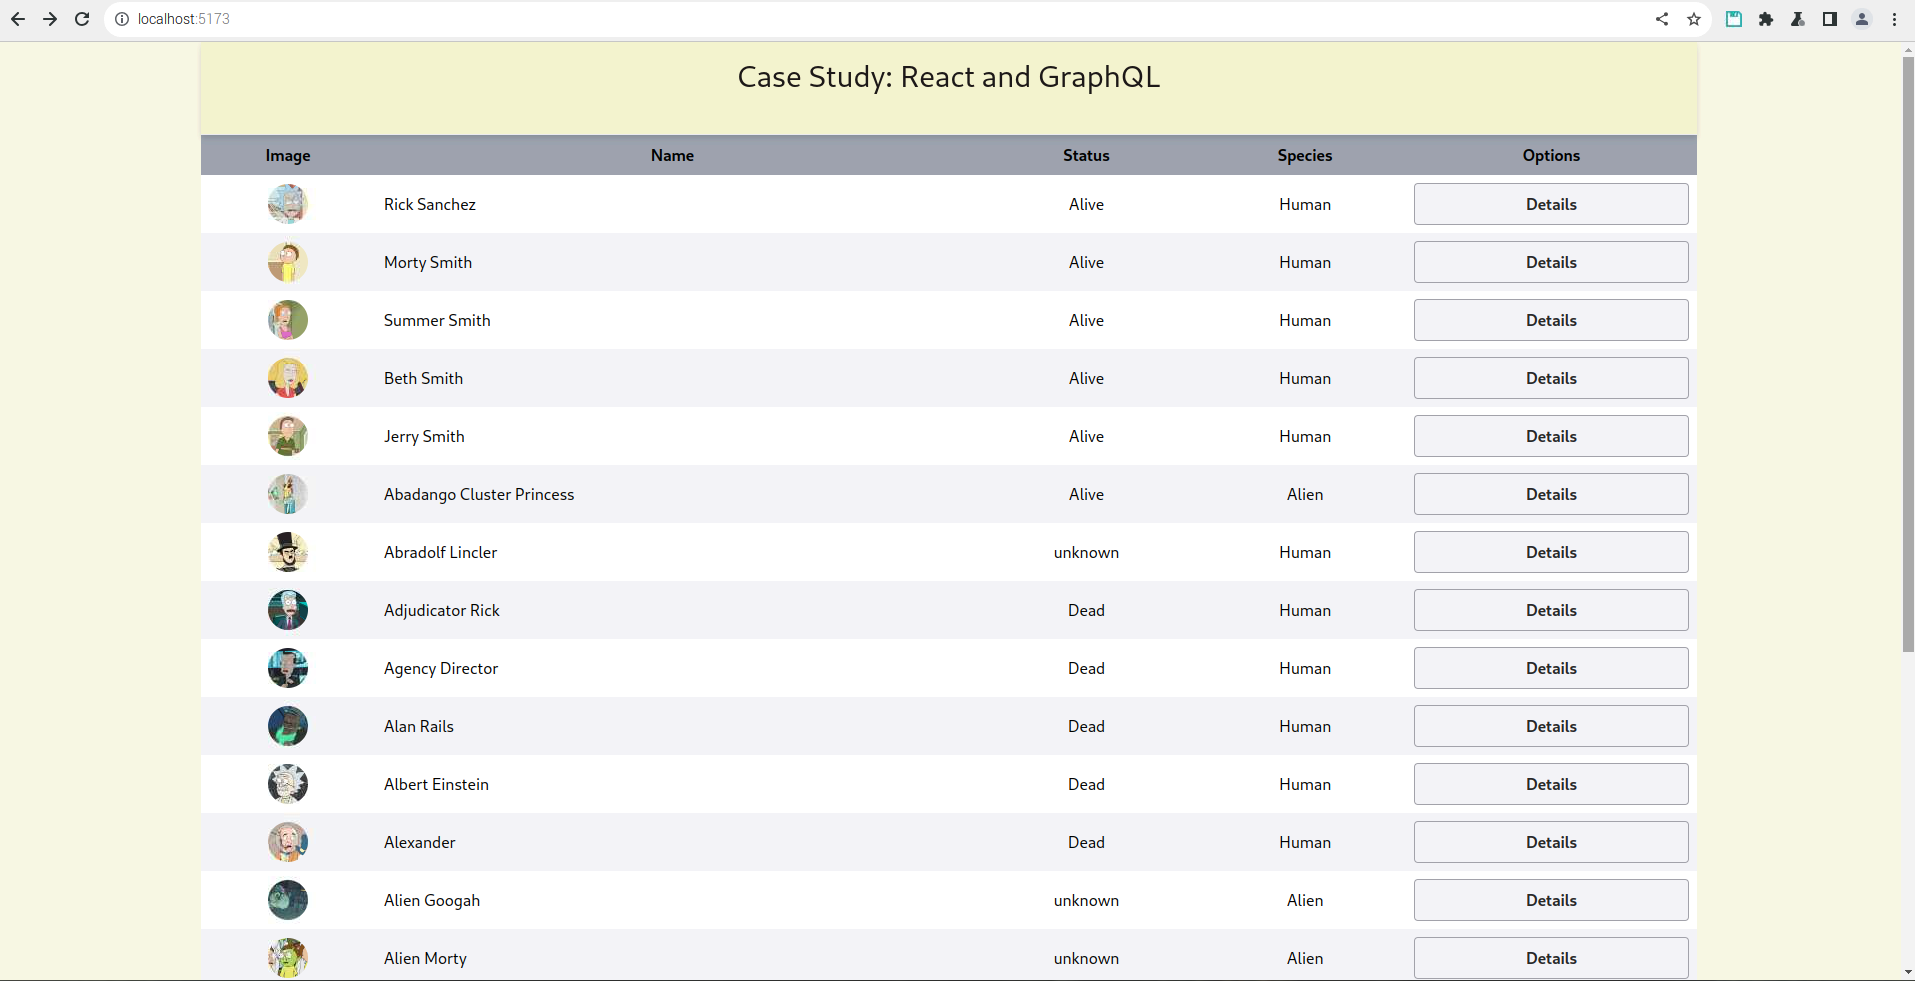 localhost:5173
Case Study: React and GraphQL
Image Name Status Species Options
Rick Sanchez Alive Human Details
Morty Smith Alive Human Details
Summer Smith Alive Human Details
Beth Smith Alive Human Details
Jerry Smith Alive Human Details
Abadango Cluster Princess Alive Alien Details
Abradolf Lincler unknown Human Details
Adjudicator Rick Dead Human Details
Agency Director Dead Human Details
Alan Rails Dead Human Details
Albert Einstein Dead Human Details
Alexander Dead Human Details
Alien Googah unknown Alien Details
Alien Morty unknown Alien Details